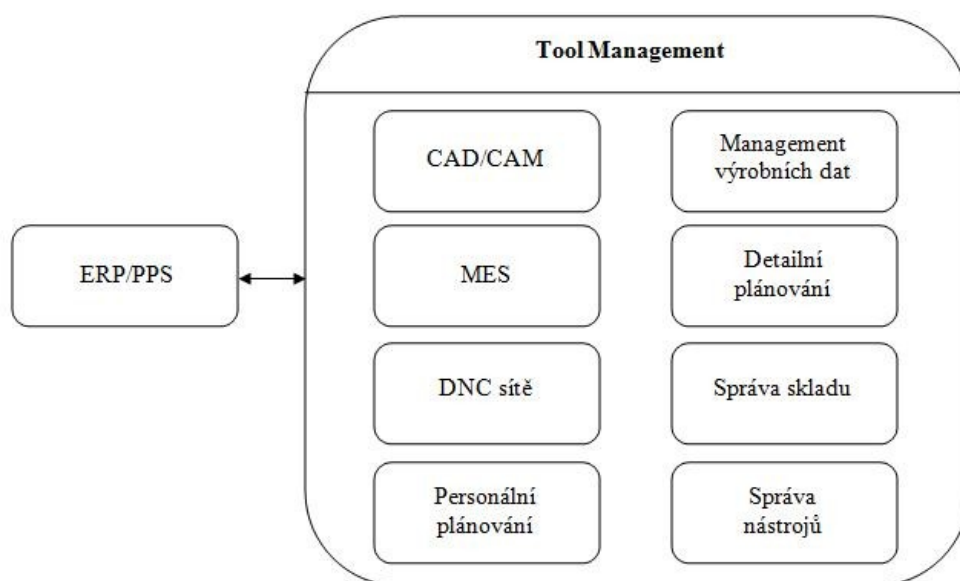 Tool Management
CAD/CAM
Management
výrobních dat
ERP/PPS
MES
Detailní
plánování
DNC sítě
Správa skladu
Personální
plánování
Správa
nástrojů